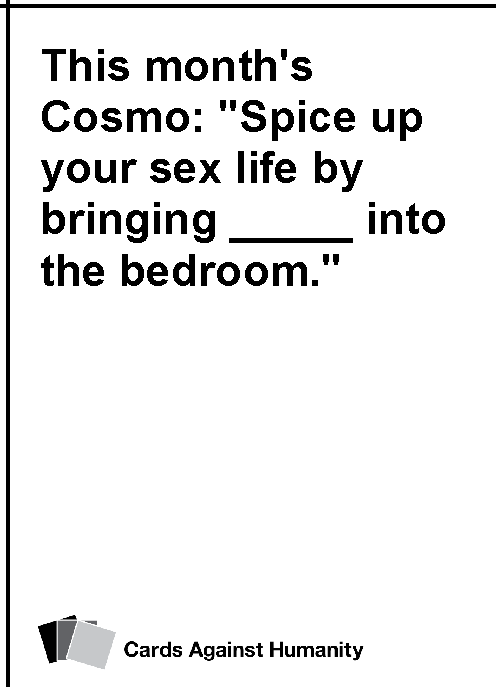 This month's
Cosmo: "Spice up
your sex life by
bringing _____ into
the bedroom."
Cards Against Humanity